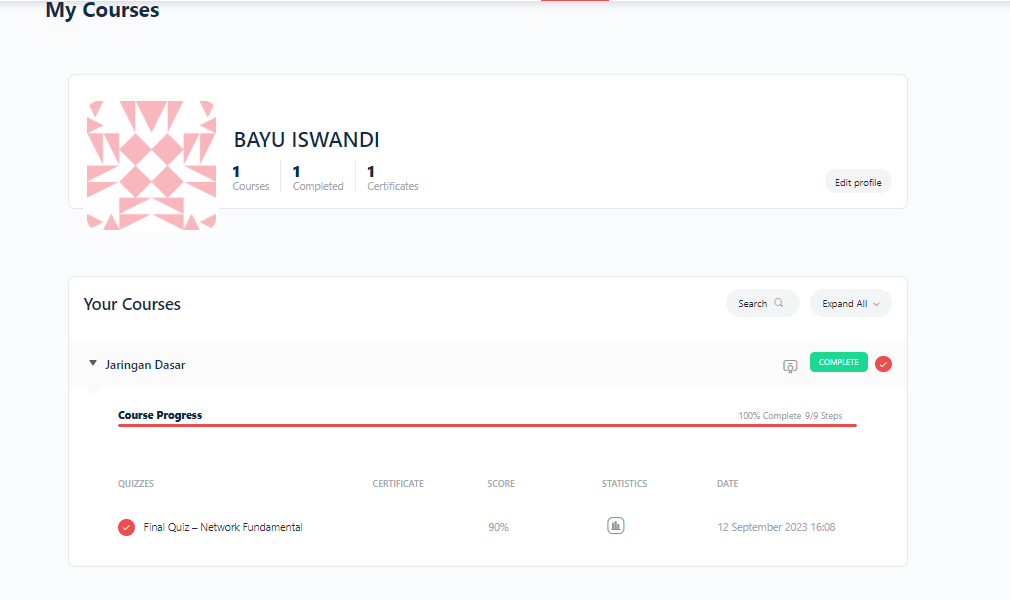 My Courses
BAYU ISWANDI
1 1 1
Courses Completed Certificates
Edit profile
Your Courses
Search
Expand All
Jaringan Dasar
COMPLETE
Course Progress
100% Complete 9/9 Steps
QUIZZES CERTIFICATE SCORE STATISTICS DATE
Final Quiz – Network Fundamental 90% 12 September 2023 16:08